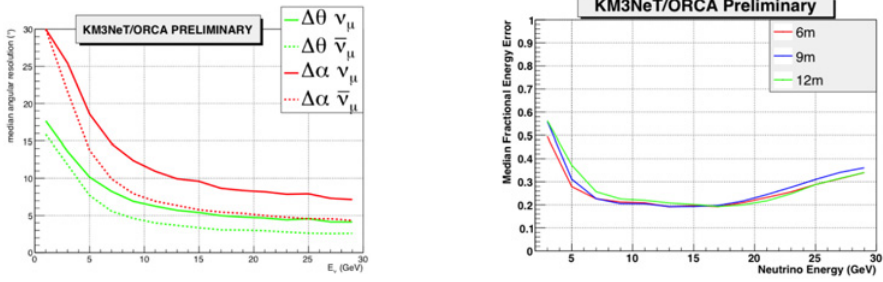 KM3NeT/ORCA PRELIMINARY
Δθ ν_μ
Δθ ν̄_μ
Δα ν_μ
Δα ν̄_μ
median angular resolution (°)
30
25
20
15
10
5
0
0 5 10 15 20 25 30
E_ν (GeV)
KM3NeT/ORCA Preliminary
6m
9m
12m
Median Fractional Energy Error
1
0.9
0.8
0.7
0.6
0.5
0.4
0.3
0.2
0.1
0
5 10 15 20 25 30
Neutrino Energy (GeV)